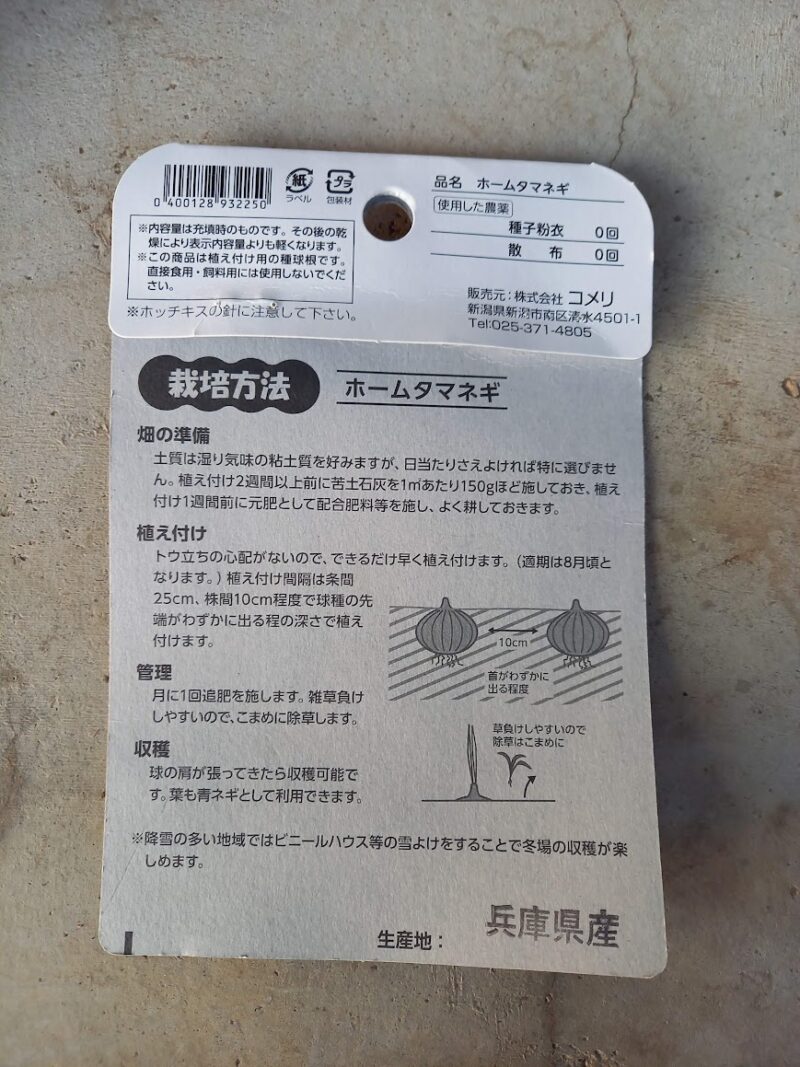 0 400128 932250
紙
ラベル
プラ
包装材
品名 ホームタマネギ
使用した農薬
種子粉衣 0回
散 布 0回
※内容量は充填時のものです。その後の乾
燥により表示内容量よりも軽くなります。
※この商品は植え付け用の種球根です。
直接食用・飼料用には使用しないでくだ
さい。
※ホッチキスの針に注意して下さい。
販売元:株式会社 コメリ
新潟県新潟市南区清水4501-1
Tel:025-371-4805
栽培方法 ホームタマネギ
畑の準備
土質は湿り気味の粘土質を好みますが、日当たりさえよければ特に選びませ
ん。植え付け2週間以上前に苦土石灰を1㎡あたり150gほど施しておき、植え
付け1週間前に元肥として配合肥料等を施し、よく耕しておきます。
植え付け
トウ立ちの心配がないので、できるだけ早く植え付けます。(適期は8月頃と
なります。)植え付け間隔は条間
25cm、株間10cm程度で球種の先
端がわずかに出る程の深さで植え
付けます。
10cm
首がわずかに
出る程度
管理
月に1回追肥を施します。雑草負け
しやすいので、こまめに除草します。
草負けしやすいので
除草はこまめに
収穫
球の肩が張ってきたら収穫可能で
す。葉も青ネギとして利用できます。
※降雪の多い地域ではビニールハウス等の雪よけをすることで冬場の収穫が楽
しめます。
生産地: 兵庫県産